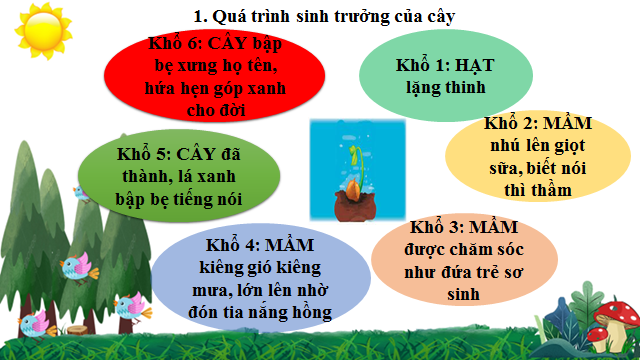 1. Quá trình sinh trưởng của cây
Khổ 1: HẠT
lặng thinh
Khổ 2: MẦM
nhú lên giọt
sữa, biết nói
thì thầm
Khổ 3: MẦM
được chăm sóc
như đứa trẻ sơ
sinh
Khổ 4: MẦM
kiêng gió kiêng
mưa, lớn lên nhờ
đón tia nắng hồng
Khổ 5: CÂY đã
thành, lá xanh
bập bẹ tiếng nói
Khổ 6: CÂY bập
bẹ xưng họ tên,
hứa hẹn góp xanh
cho đời